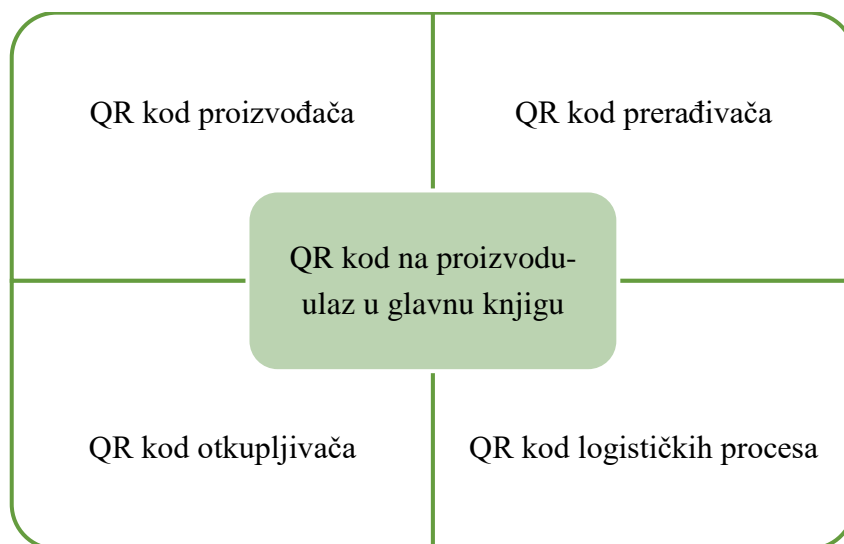 QR kod proizvođača
QR kod prerađivača
QR kod na proizvodu-
ulaz u glavnu knjigu
QR kod otkupljivača
QR kod logističkih procesa